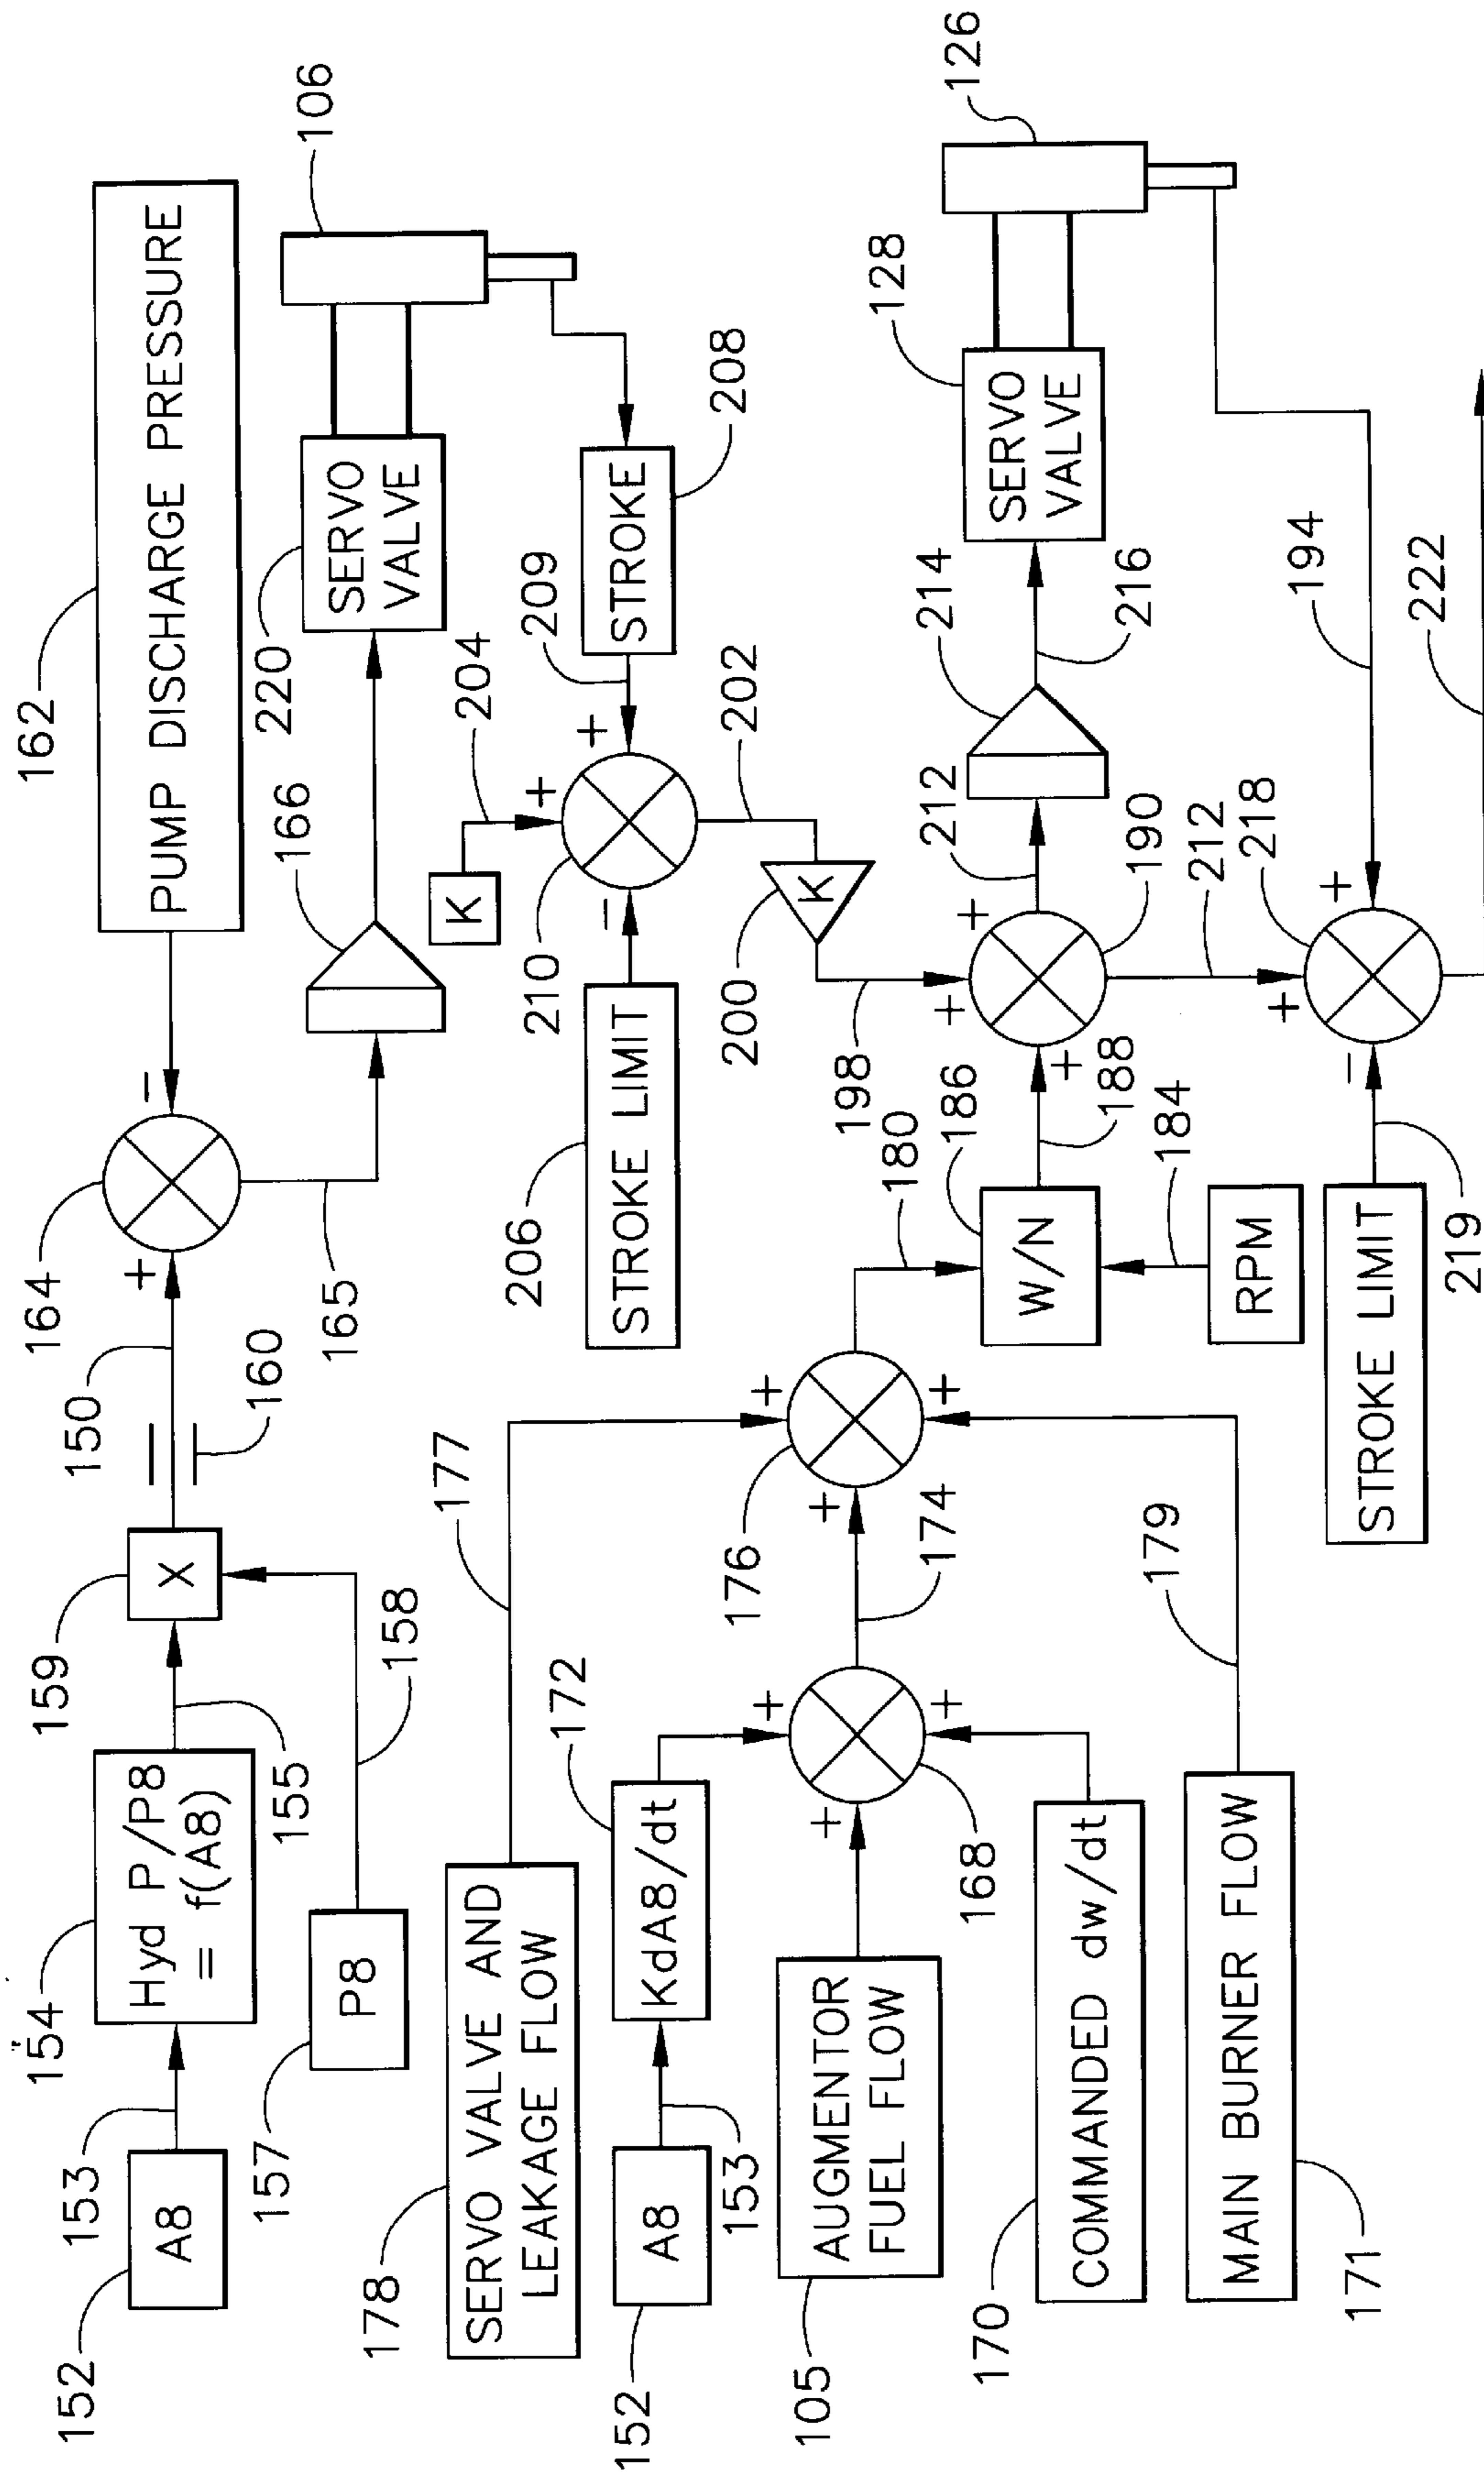 152
A8
153
154
Hyd P/P8
= f(A8)
155
159
X
157
P8
158
150
160
164
+
−
165
162
PUMP DISCHARGE PRESSURE
166
220
SERVO
VALVE
106
K
204
206
STROKE LIMIT
210
−
+
+
209
STROKE
208
202
200
K
198
178
SERVO VALVE AND
LEAKAGE FLOW
177
152
A8
153
172
KdA8/dt
105
AUGMENTOR
FUEL FLOW
170
COMMANDED dw/dt
171
MAIN BURNER FLOW
179
168
+
+
+
174
176
+
+
+
180
186
W/N
184
RPM
188
190
+
+
+
212
214
216
128
SERVO
VALVE
126
212
218
STROKE LIMIT
219
−
+
+
194
222